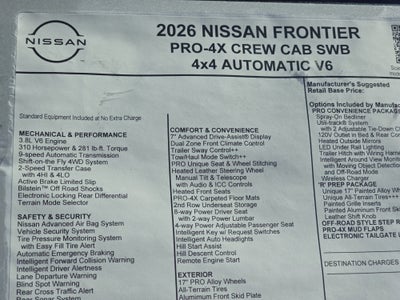 NISSAN
2026 NISSAN FRONTIER
PRO-4X CREW CAB SWB
4x4 AUTOMATIC V6
Standard Equipment Included at No Extra Charge
MECHANICAL & PERFORMANCE
3.8L V6 Engine
310 Horsepower & 281 lb-ft. Torque
9-speed Automatic Transmission
Shift-on-the Fly 4WD System
2-Speed Transfer Case
with 4HI & 4LO
Active Brake Limited Slip
Bilstein™ Off Road Shocks
Electronic Locking Rear Differential
Terrain Mode Selector
SAFETY & SECURITY
Nissan Advanced Air Bag System
Vehicle Security System
Tire Pressure Monitoring System
with Easy Fill Tire Alert
Automatic Emergency Braking
Intelligent Forward Collision Warning
Intelligent Driver Alertness
Lane Departure Warning
Blind Spot Warning
Rear Cross Traffic Alert
Rear Sonar System
COMFORT & CONVENIENCE
7" Advanced Drive-Assist® Display
Dual Zone Front Climate Control
Trailer Sway Control++
Tow/Haul Mode Switch++
PRO Unique Seat & Wheel Stitching
Heated Leather Steering Wheel
Manual Tilt & Telescope
with Audio & ICC Controls
Heated Front Seats
PRO-4X Carpeted Floor Mats
2nd Row Underseat Storage
8-way Power Driver Seat
with 2-way Power Lumbar
4-way Power Adjustable Passenger Seat
Intelligent Key w/ Request Switches
Intelligent Auto Headlights
Hill Start Assist
Hill Descent Control
Remote Engine Start
EXTERIOR
17" PRO Alloy Wheels
All-Terrain Tires
Aluminum Front Skid Plate
Scan
Manufacturer's Suggested
Retail Base Price:
Options Included by Manufa
PRO CONVENIENCE PACKAGE
Spray-On Bedliner
Utili-track® System
with 2 Adjustable Tie-Down C
120V Outlet in Bed & Rear Con
Heated Outside Mirrors
LED Under Rail Lighting
Trailer Hitch with Wiring Harne
Intelligent Around View Monito
with Moving Object Detection
and Off-Road Mode
Wireless Charger
'R' PREP PACKAGE
Unique 17" Alloy Wheels
Unique All-Terrain Tires+++
Painted Grille Inserts
Painted Aluminum Front Skid
Leather Shift Knob
OFF-ROAD STYLE STEP RAI
PRO-4X MUD FLAPS
ELECTRONIC TAILGATE L
DESTINATION CHARGES